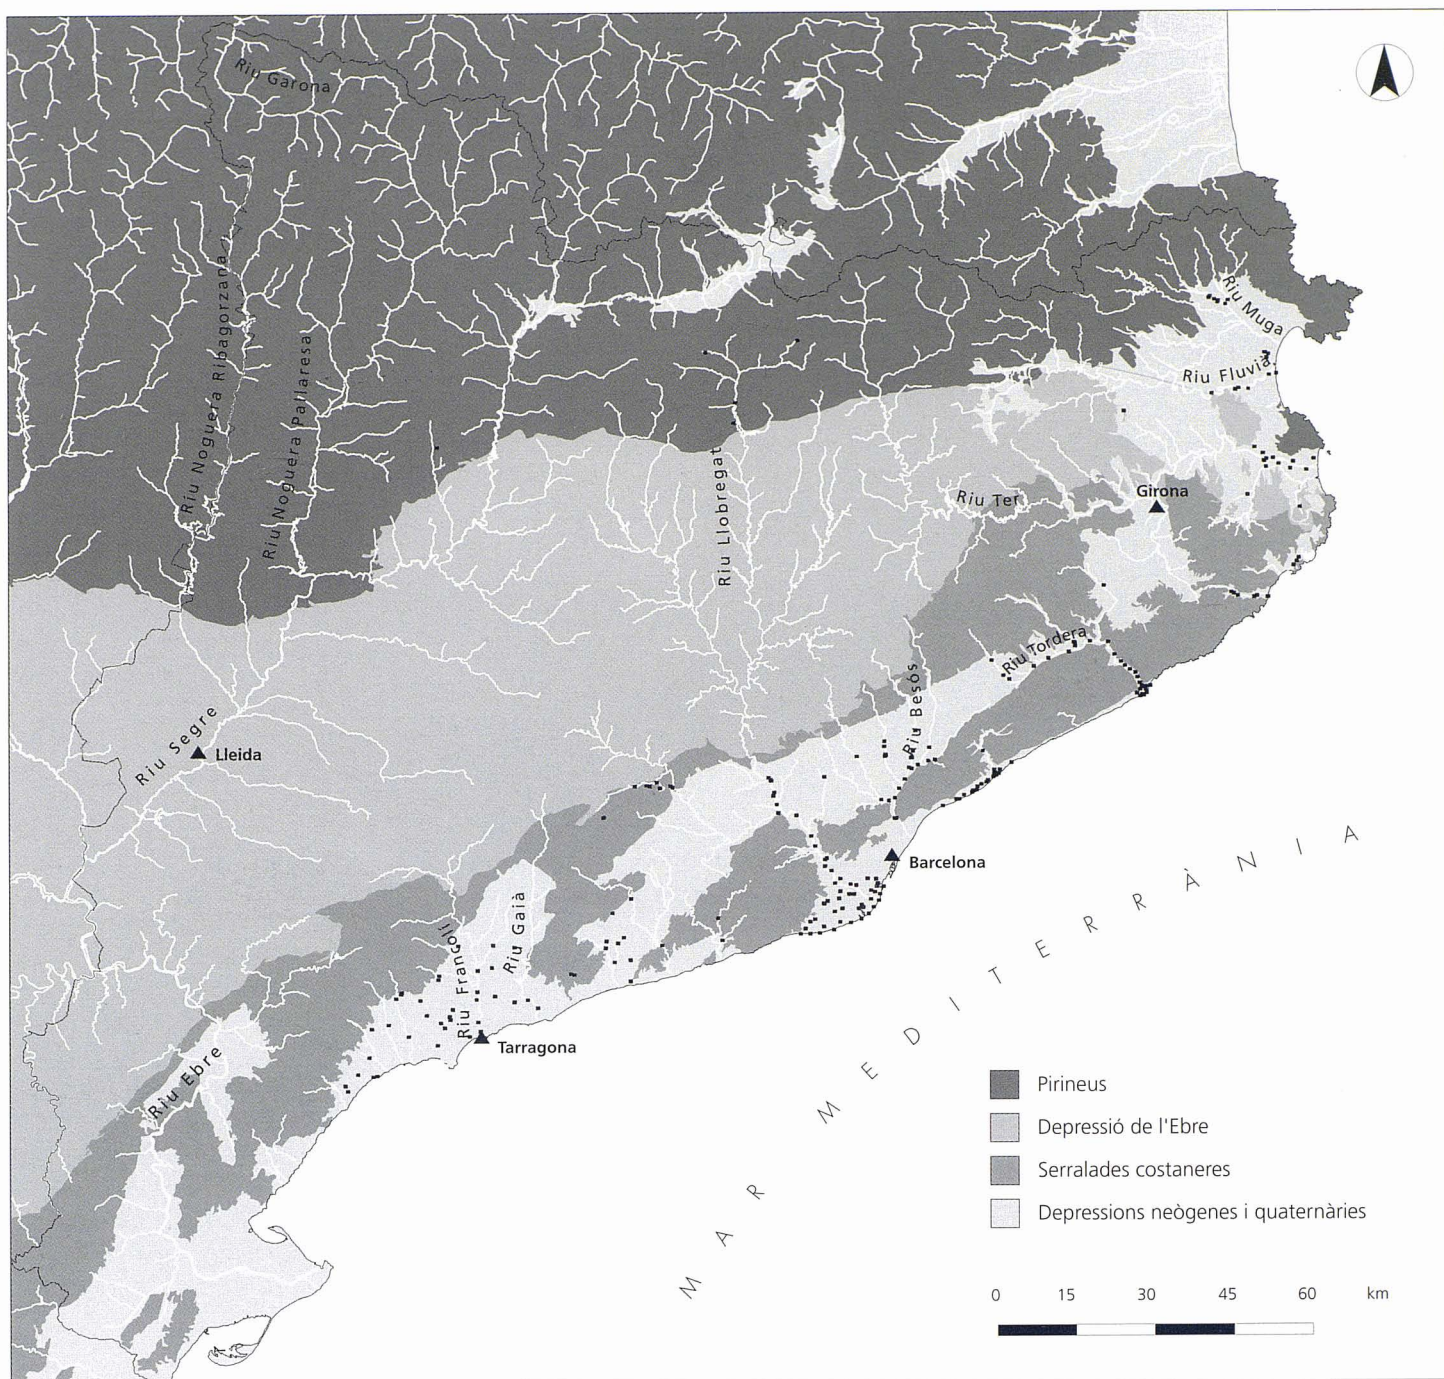 Riu Garona
Riu Noguera Ribagorzana
Riu Noguera Pallaresa
Riu Muga
Riu Fluvià
Riu Llobregat
Riu Ter
Girona
Riu Tordera
Riu Besòs
Riu Segre
Lleida
Barcelona
Riu Gaià
Riu Francolí
Tarragona
Riu Ebre
MAR MEDITERRÀNIA
Pirineus
Depressió de l'Ebre
Serralades costaneres
Depressions neògenes i quaternàries
0 15 30 45 60 km